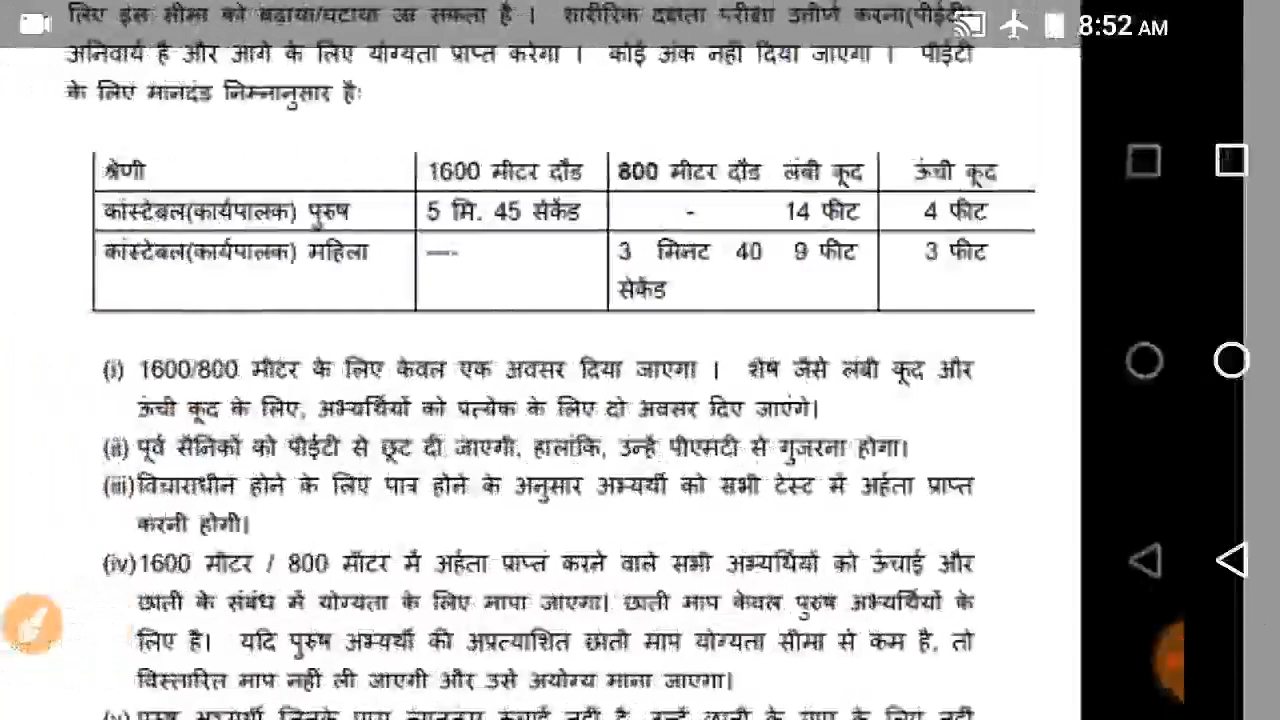 लिए इस सीमा को बढ़ाया/घटाया जा सकता है । शारीरिक दक्षता परीक्षा उत्तीर्ण करना(पीईटी)
8:52 AM
अनिवार्य है और आगे के लिए योग्यता प्राप्त करेगा । कोई अंक नहीं दिया जाएगा । पीईटी
के लिए मानदंड निम्नानुसार है:
श्रेणी 1600 मीटर दौड 800 मीटर दौड लंबी कूद ऊंची कूद
कांस्टेबल(कार्यपालक) पुरुष 5 मि. 45 सेकेंड - 14 फीट 4 फीट
कांस्टेबल(कार्यपालक) महिला ---- 3 मिनट 40 9 फीट 3 फीट
सेकेंड
(i) 1600/800 मीटर के लिए केवल एक अवसर दिया जाएगा । शेष जैसे लंबी कूद और
ऊंची कूद के लिए, अभ्यर्थियों को प्रत्येक के लिए दो अवसर दिए जाएंगे।
(ii) पूर्व सैनिकों को पीईटी से छूट दी जाएगी, हालांकि, उन्हें पीएमटी से गुजरना होगा।
(iii) विचाराधीन होने के लिए पात्र होने के अनुसार अभ्यर्थी को सभी टेस्ट में अर्हता प्राप्त
करनी होगी।
(iv) 1600 मीटर / 800 मीटर में अर्हता प्राप्त करने वाले सभी अभ्यर्थियों को ऊंचाई और
छाती के संबंध में योग्यता के लिए मापा जाएगा। छाती माप केवल पुरुष अभ्यर्थियों के
लिए है। यदि पुरुष अभ्यर्थी की अप्रत्याशित छाती माप योग्यता सीमा से कम है, तो
विस्तारित माप नहीं ली जाएगी और उसे अयोग्य माना जाएगा।